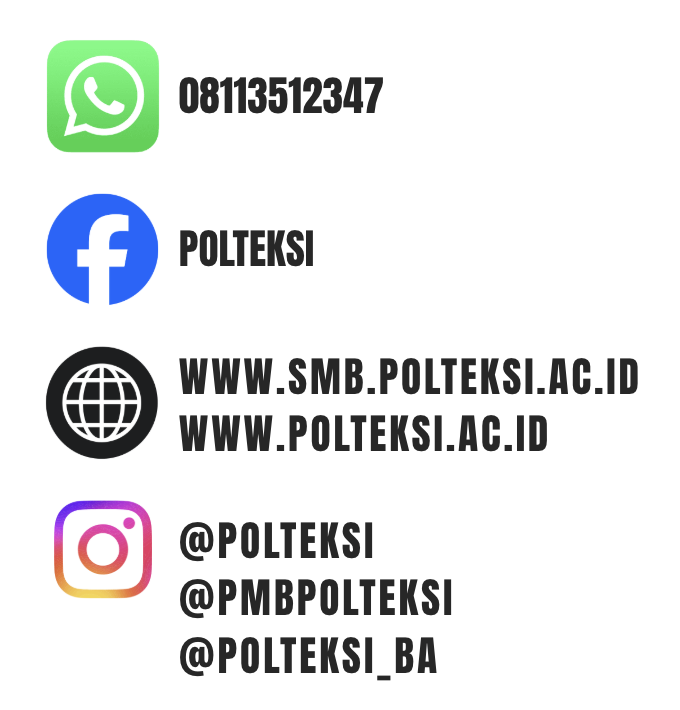 08113512347
POLTEKSI
WWW.SMB.POLTEKSI.AC.ID
WWW.POLTEKSI.AC.ID
@POLTEKSI
@PMBPOLTEKSI
@POLTEKSI_BA